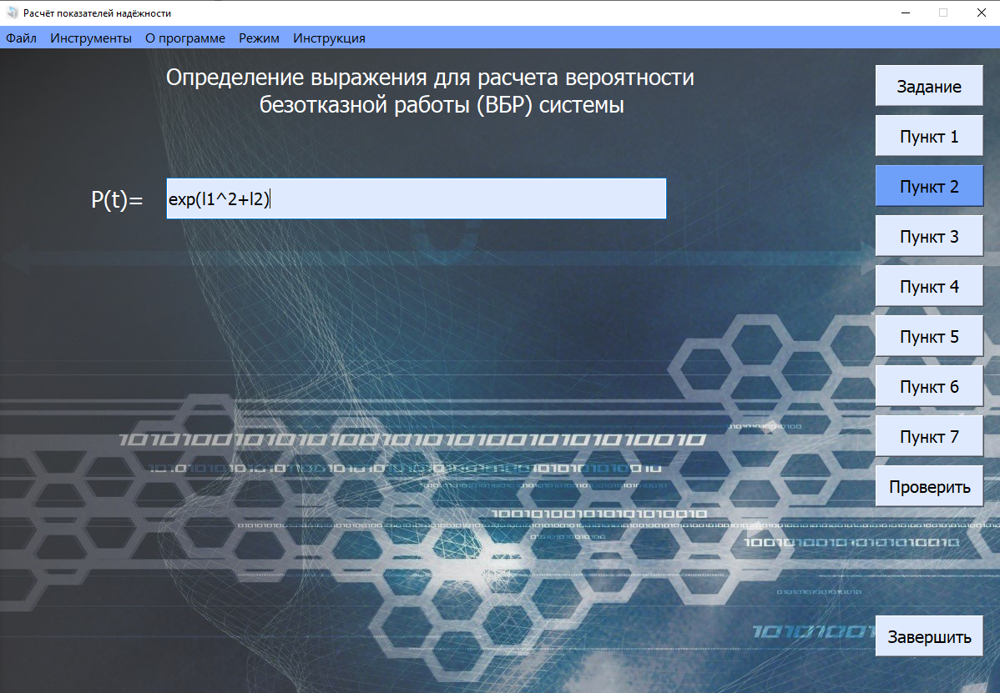 Расчёт показателей надёжности
Файл Инструменты О программе Режим Инструкция
Определение выражения для расчета вероятности
безотказной работы (ВБР) системы
P(t)= exp(l1^2+l2)
Задание
Пункт 1
Пункт 2
Пункт 3
Пункт 4
Пункт 5
Пункт 6
Пункт 7
Проверить
Завершить